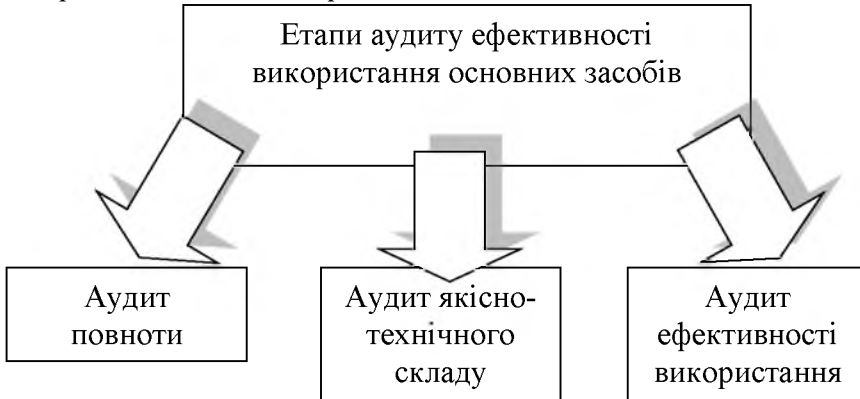 Етапи аудиту ефективності
використання основних засобів
Аудит
повноти
Аудит якісно-
технічного
складу
Аудит
ефективності
використання